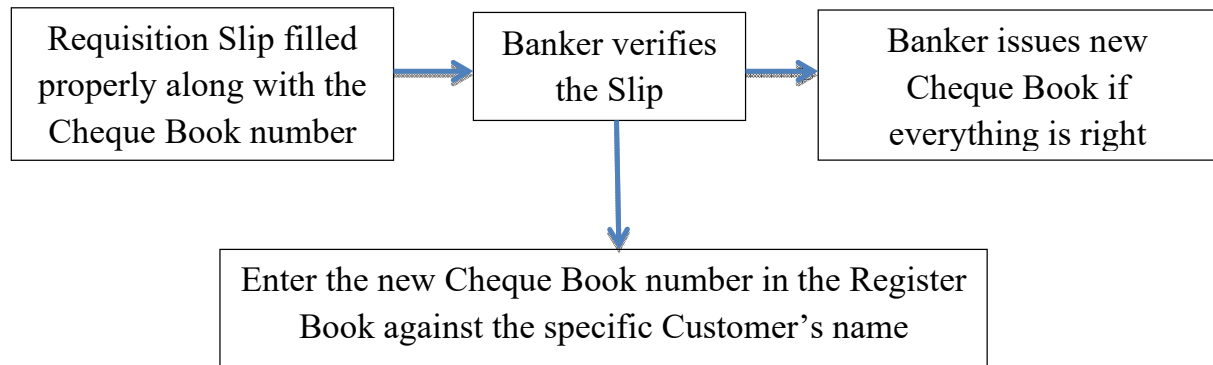 Requisition Slip filled
properly along with the
Cheque Book number
Banker verifies
the Slip
Banker issues new
Cheque Book if
everything is right
Enter the new Cheque Book number in the Register
Book against the specific Customer’s name